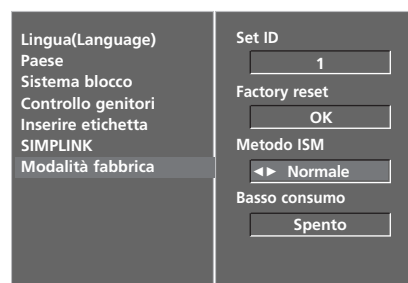 Lingua(Language)
Paese
Sistema blocco
Controllo genitori
Inserire etichetta
SIMPLINK
Modalità fabbrica
Set ID
1
Factory reset
OK
Metodo ISM
◄► Normale
Basso consumo
Spento